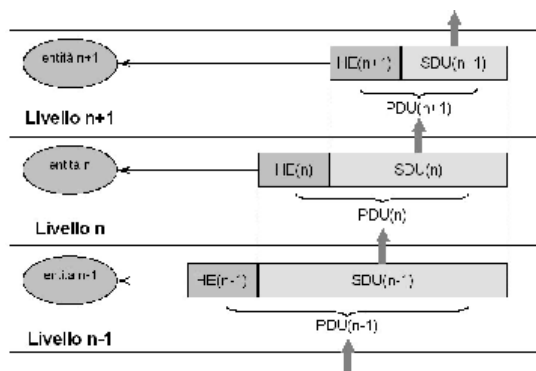 entità n+1
HE(n+1)
SDU(n+1)
PDU(n+1)
Livello n+1
entità n
HE(n)
SDU(n)
PDU(n)
Livello n
entità n-1
HE(n-1)
SDU(n-1)
PDU(n-1)
Livello n-1